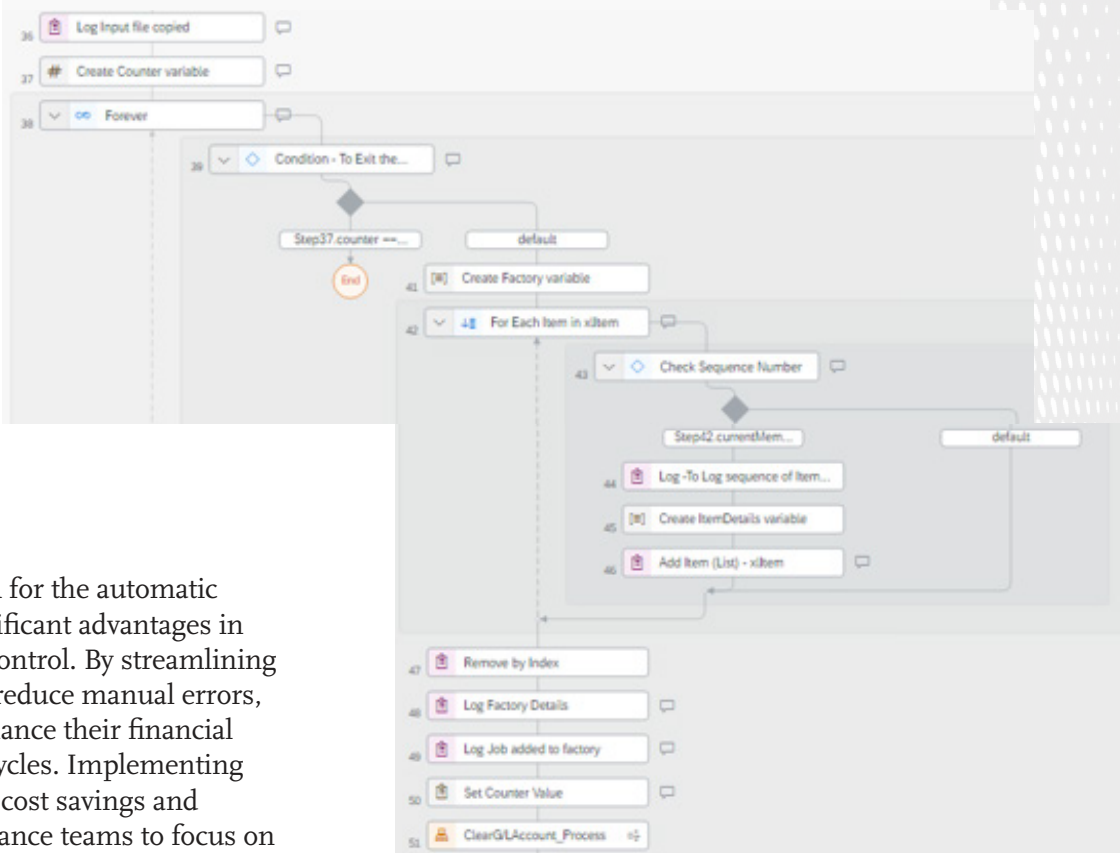 36 Log Input file copied
37 # Create Counter variable
38 Forever
39 Condition - To Exit the...
Step37.counter ==...
default
End
41 Create Factory variable
42 For Each Item in xlItem
43 Check Sequence Number
Step42.currentMem...
default
44 Log -To Log sequence of Item...
45 Create ItemDetails variable
46 Add Item (List) - xlItem
47 Remove by Index
48 Log Factory Details
49 Log Job added to factory
50 Set Counter Value
51 ClearG/LAccount_Process
for the automatic
ificant advantages in
ontrol. By streamlining
reduce manual errors,
ance their financial
ycles. Implementing
cost savings and
ance teams to focus on